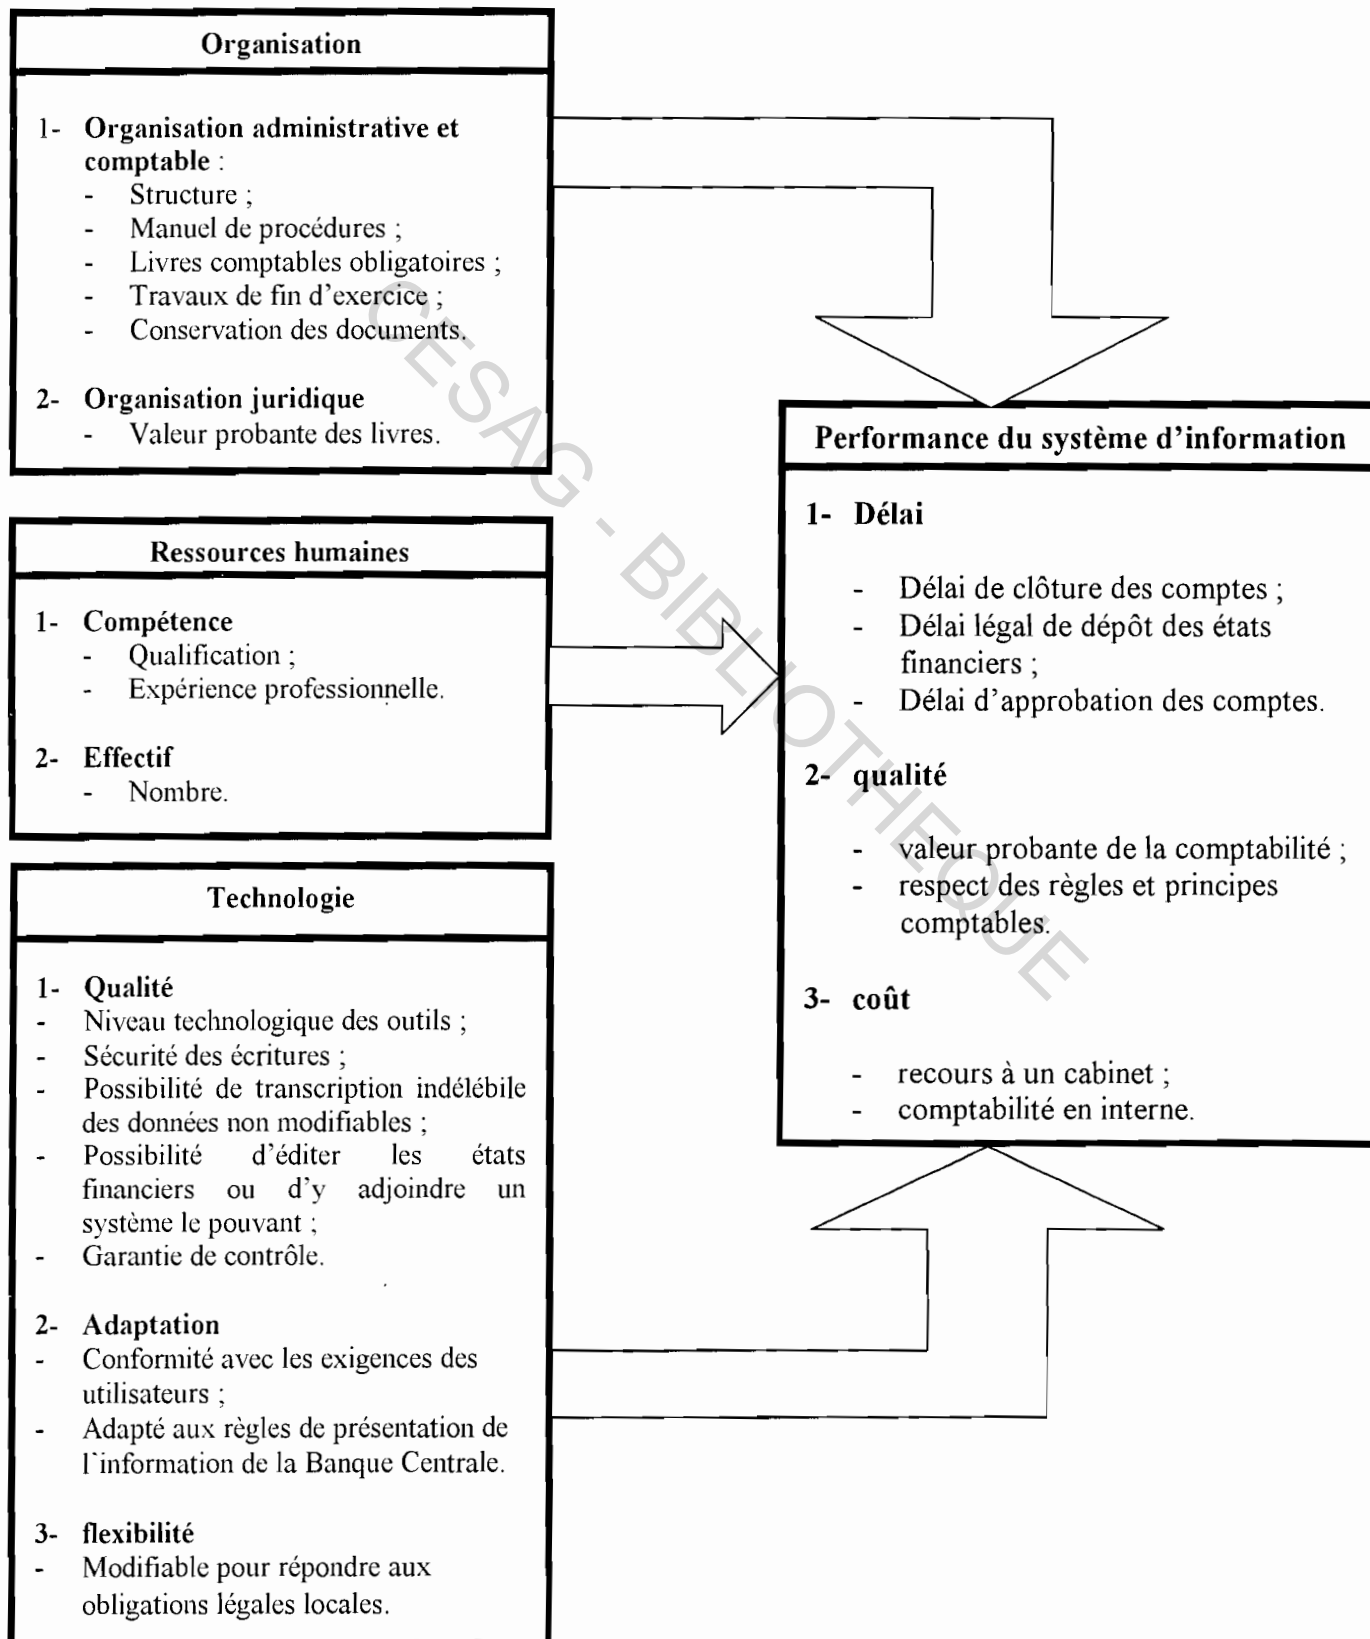 Organisation
1- Organisation administrative et
comptable :
- Structure ;
- Manuel de procédures ;
- Livres comptables obligatoires ;
- Travaux de fin d'exercice ;
- Conservation des documents.
2- Organisation juridique
- Valeur probante des livres.
Ressources humaines
1- Compétence
- Qualification ;
- Expérience professionnelle.
2- Effectif
- Nombre.
Technologie
1- Qualité
- Niveau technologique des outils ;
- Sécurité des écritures ;
- Possibilité de transcription indélébile
des données non modifiables ;
- Possibilité d'éditer les états
financiers ou d'y adjoindre un
système le pouvant ;
- Garantie de contrôle.
2- Adaptation
- Conformité avec les exigences des
utilisateurs ;
- Adapté aux règles de présentation de
l'information de la Banque Centrale.
3- flexibilité
- Modifiable pour répondre aux
obligations légales locales.
Performance du système d'information
1- Délai
- Délai de clôture des comptes ;
- Délai légal de dépôt des états
financiers ;
- Délai d'approbation des comptes.
2- qualité
- valeur probante de la comptabilité ;
- respect des règles et principes
comptables.
3- coût
- recours à un cabinet ;
- comptabilité en interne.
CESAG - BIBLIOTHEQUE